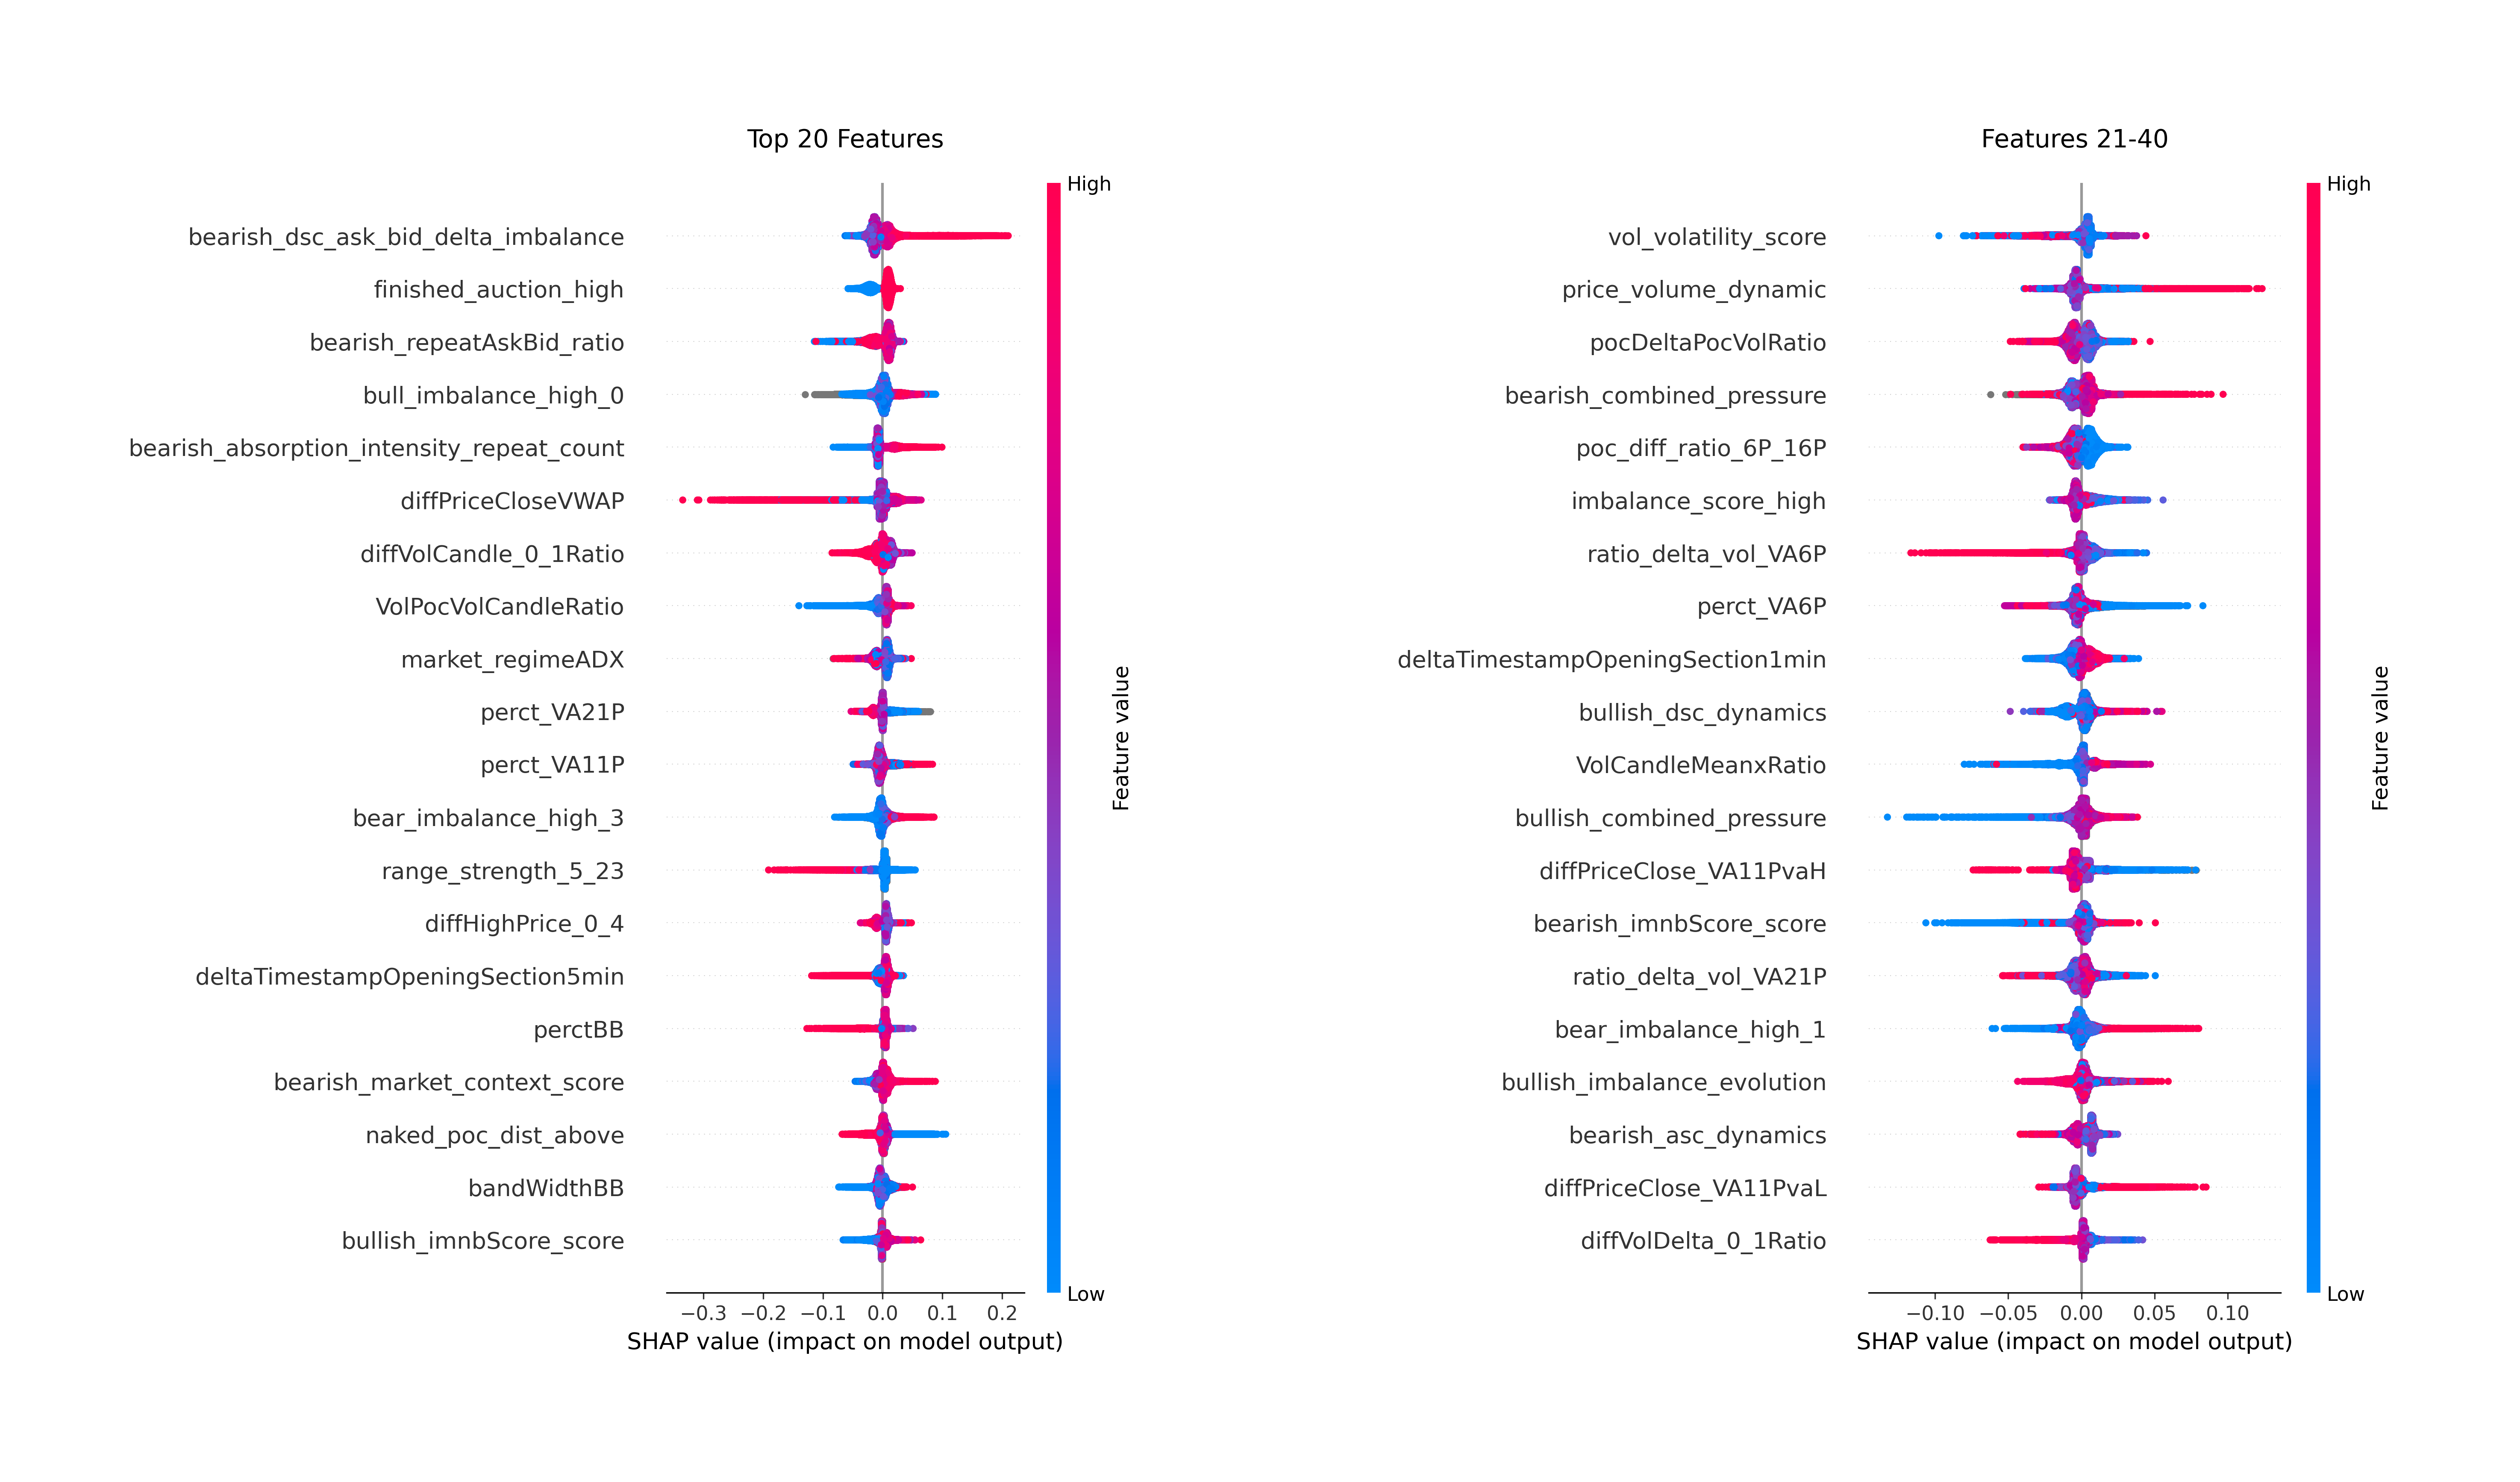 Top 20 Features
High
bearish_dsc_ask_bid_delta_imbalance
finished_auction_high
bearish_repeatAskBid_ratio
bull_imbalance_high_0
bearish_absorption_intensity_repeat_count
diffPriceCloseVWAP
diffVolCandle_0_1Ratio
VolPocVolCandleRatio
market_regimeADX
perct_VA21P
perct_VA11P
bear_imbalance_high_3
range_strength_5_23
diffHighPrice_0_4
deltaTimestampOpeningSection5min
perctBB
bearish_market_context_score
naked_poc_dist_above
bandWidthBB
bullish_imnbScore_score
Feature value
Low
−0.3 −0.2 −0.1 0.0 0.1 0.2
SHAP value (impact on model output)
Features 21-40
High
vol_volatility_score
price_volume_dynamic
pocDeltaPocVolRatio
bearish_combined_pressure
poc_diff_ratio_6P_16P
imbalance_score_high
ratio_delta_vol_VA6P
perct_VA6P
deltaTimestampOpeningSection1min
bullish_dsc_dynamics
VolCandleMeanxRatio
bullish_combined_pressure
diffPriceClose_VA11PvaH
bearish_imnbScore_score
ratio_delta_vol_VA21P
bear_imbalance_high_1
bullish_imbalance_evolution
bearish_asc_dynamics
diffPriceClose_VA11PvaL
diffVolDelta_0_1Ratio
Feature value
Low
−0.10 −0.05 0.00 0.05 0.10
SHAP value (impact on model output)